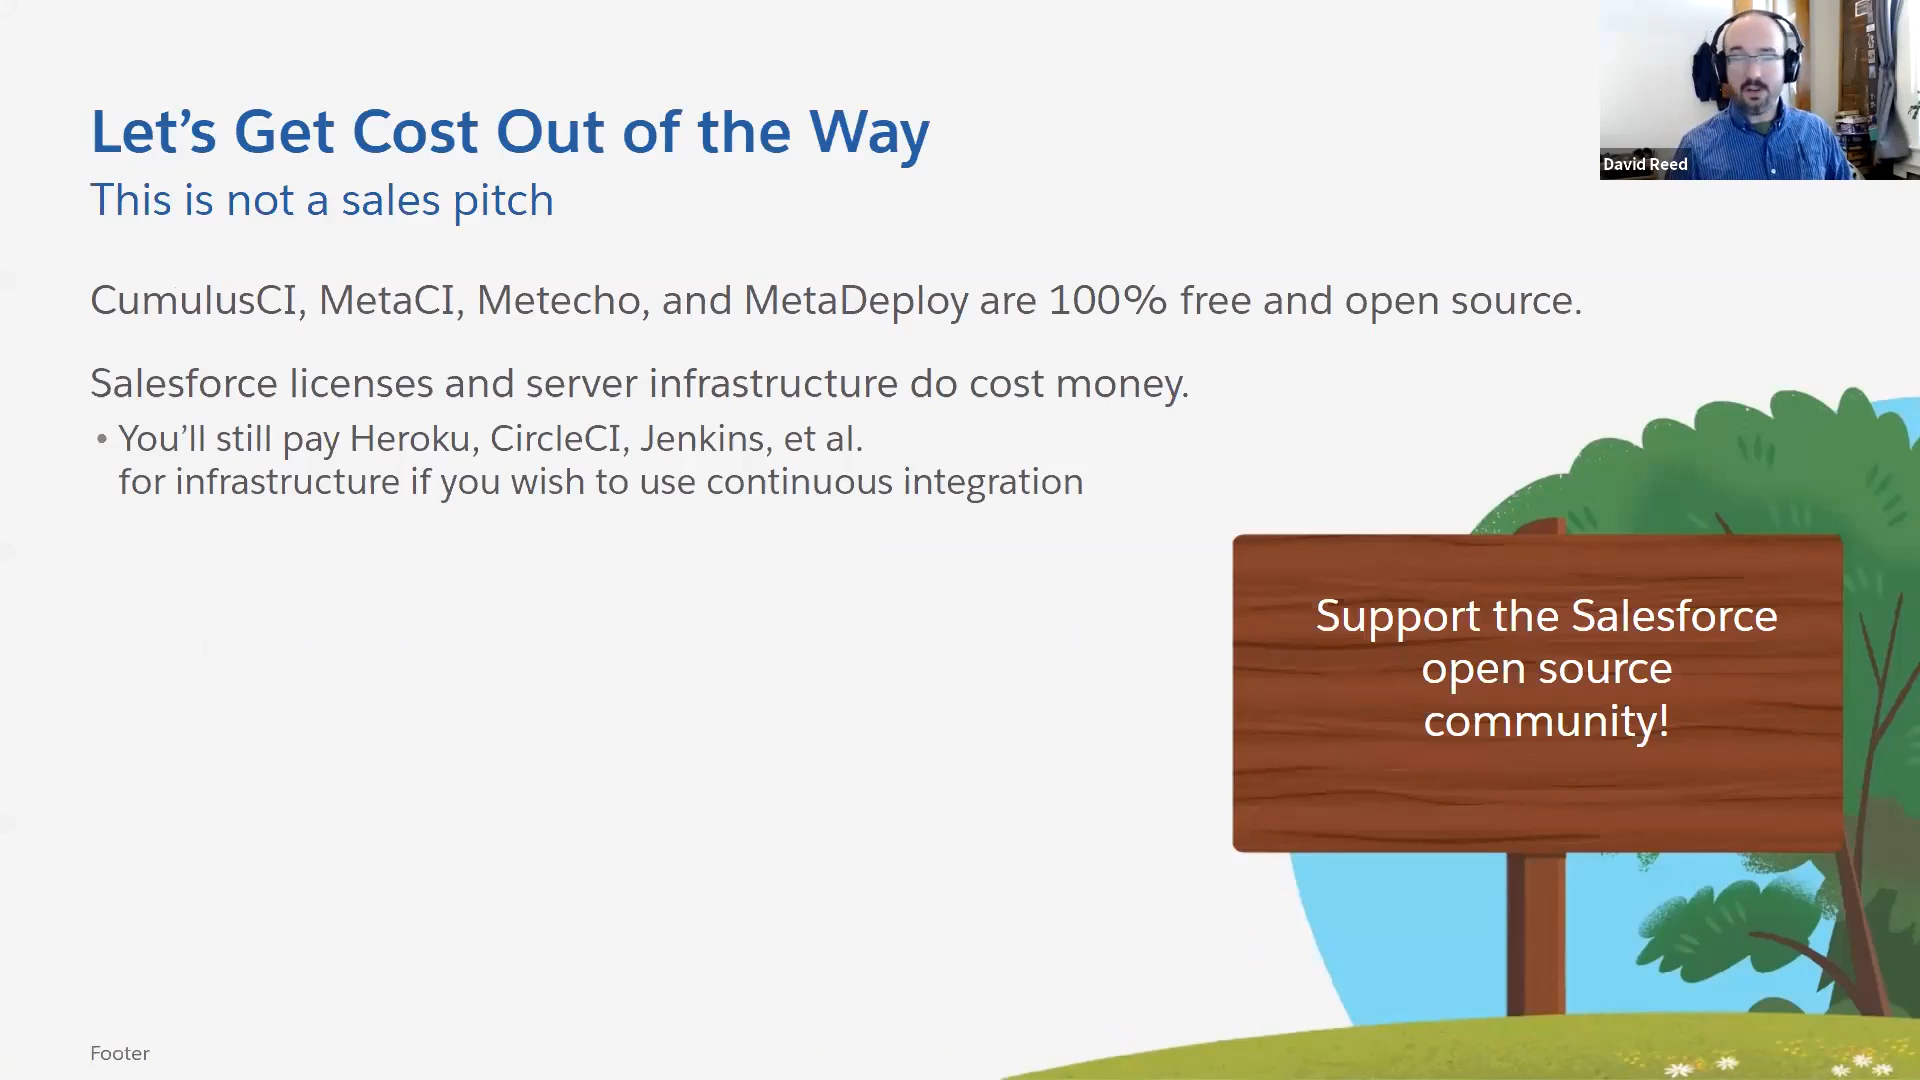 Let’s Get Cost Out of the Way
This is not a sales pitch
CumulusCI, MetaCI, Metecho, and MetaDeploy are 100% free and open source.
Salesforce licenses and server infrastructure do cost money.
• You’ll still pay Heroku, CircleCI, Jenkins, et al.
for infrastructure if you wish to use continuous integration
Support the Salesforce
open source
community!
Footer
David Reed